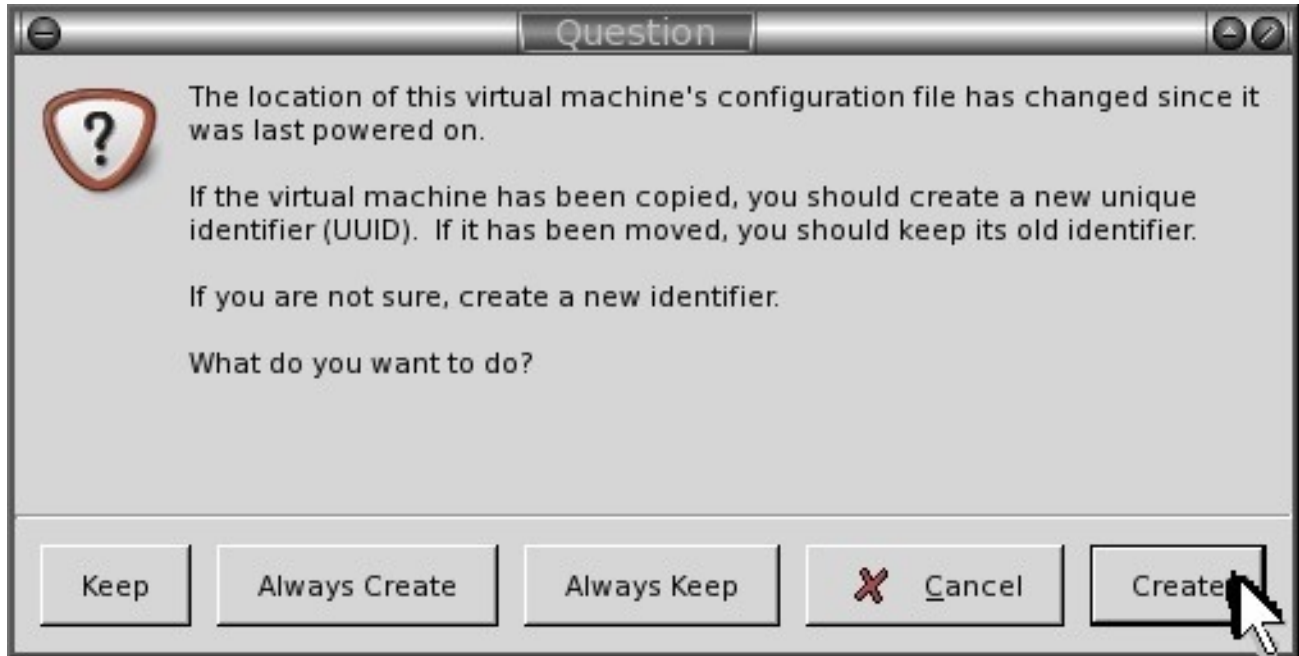 Question
The location of this virtual machine's configuration file has changed since it
was last powered on.
If the virtual machine has been copied, you should create a new unique
identifier (UUID).  If it has been moved, you should keep its old identifier.
If you are not sure, create a new identifier.
What do you want to do?
Keep
Always Create
Always Keep
Cancel
Create